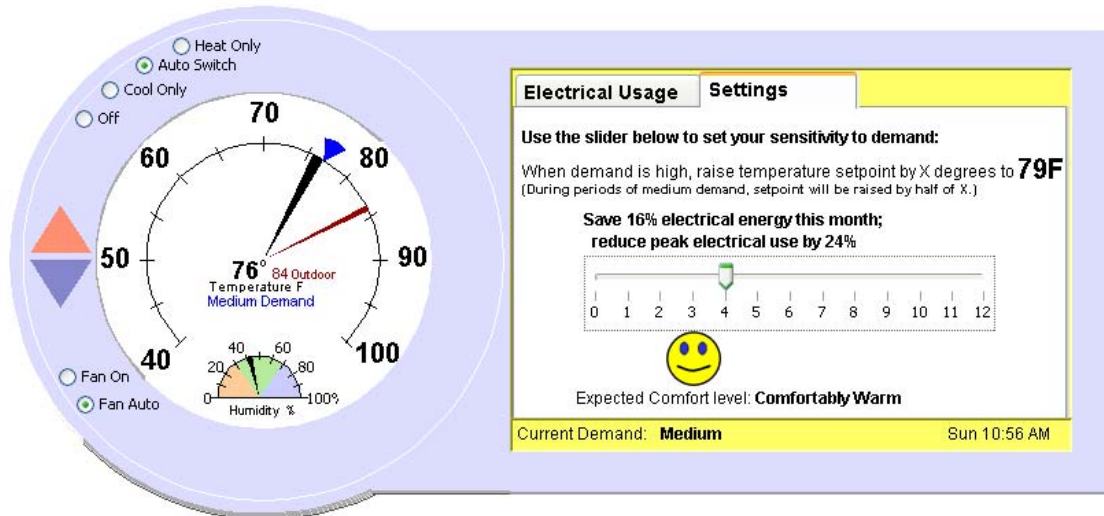 Heat Only
Auto Switch
Cool Only
Off
70
60
80
50
90
76° 84 Outdoor
Temperature F
Medium Demand
40
100
40 60
20 80
0 100%
Humidity %
Fan On
Fan Auto
Electrical Usage Settings
Use the slider below to set your sensitivity to demand:
When demand is high, raise temperature setpoint by X degrees to 79F
(During periods of medium demand, setpoint will be raised by half of X.)
Save 16% electrical energy this month;
reduce peak electrical use by 24%
0 1 2 3 4 5 6 7 8 9 10 11 12
Expected Comfort level: Comfortably Warm
Current Demand: Medium Sun 10:56 AM